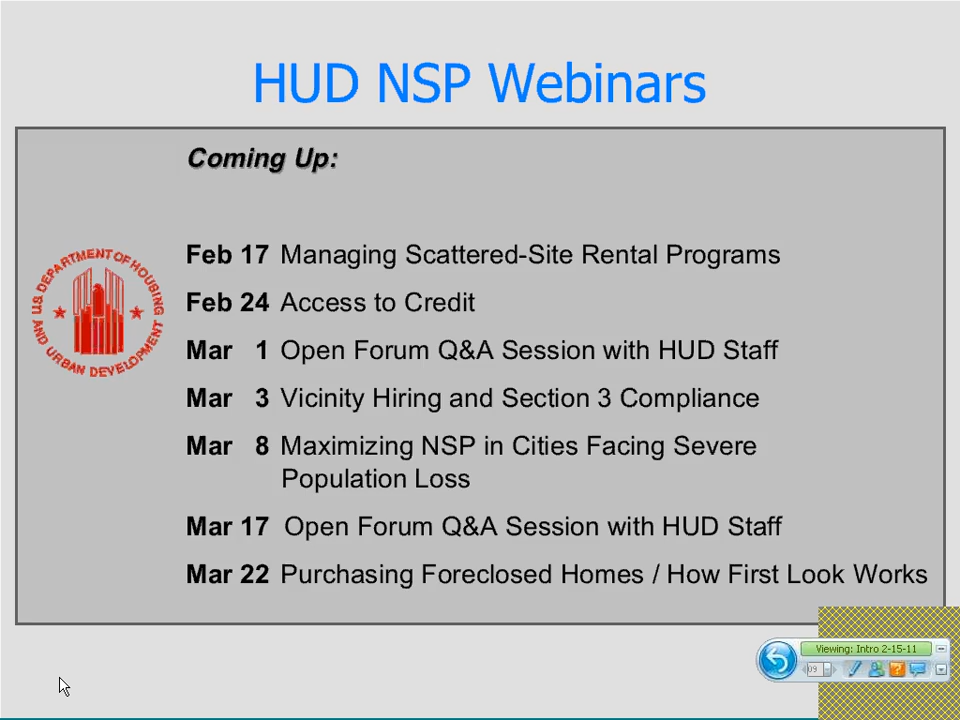 HUD NSP Webinars
Coming Up:
Feb 17 Managing Scattered-Site Rental Programs
Feb 24 Access to Credit
Mar 1 Open Forum Q&A Session with HUD Staff
Mar 3 Vicinity Hiring and Section 3 Compliance
Mar 8 Maximizing NSP in Cities Facing Severe
Population Loss
Mar 17 Open Forum Q&A Session with HUD Staff
Mar 22 Purchasing Foreclosed Homes / How First Look Works
U.S. DEPARTMENT OF HOUSING
AND URBAN DEVELOPMENT
Viewing: Intro 2-15-11
09